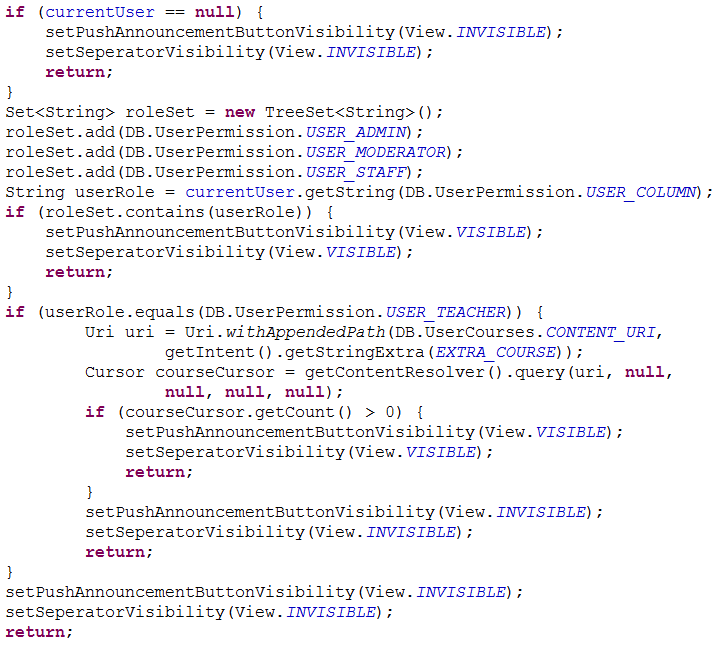 if (currentUser == null) {
    setPushAnnouncementButtonVisibility(View.INVISIBLE);
    setSeperatorVisibility(View.INVISIBLE);
    return;
}
Set<String> roleSet = new TreeSet<String>();
roleSet.add(DB.UserPermission.USER_ADMIN);
roleSet.add(DB.UserPermission.USER_MODERATOR);
roleSet.add(DB.UserPermission.USER_STAFF);
String userRole = currentUser.getString(DB.UserPermission.USER_COLUMN);
if (roleSet.contains(userRole)) {
    setPushAnnouncementButtonVisibility(View.VISIBLE);
    setSeperatorVisibility(View.VISIBLE);
    return;
}
if (userRole.equals(DB.UserPermission.USER_TEACHER)) {
        Uri uri = Uri.withAppendedPath(DB.UserCourses.CONTENT_URI,
                getIntent().getStringExtra(EXTRA_COURSE));
        Cursor courseCursor = getContentResolver().query(uri, null,
                null, null, null);
        if (courseCursor.getCount() > 0) {
            setPushAnnouncementButtonVisibility(View.VISIBLE);
            setSeperatorVisibility(View.VISIBLE);
            return;
        }
        setPushAnnouncementButtonVisibility(View.INVISIBLE);
        setSeperatorVisibility(View.INVISIBLE);
        return;
}
setPushAnnouncementButtonVisibility(View.INVISIBLE);
setSeperatorVisibility(View.INVISIBLE);
return;